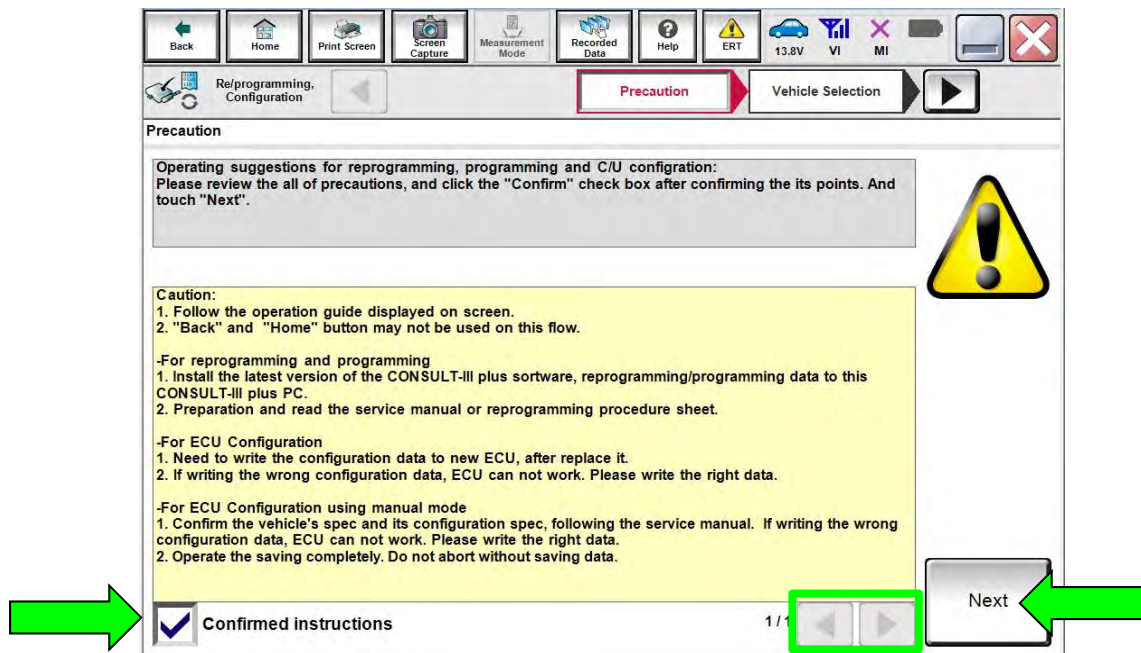 Back
Home
Print Screen
Screen
Capture
Measurement
Mode
Recorded
Data
Help
ERT
13.8V
VI
MI
Re/programming,
Configuration
Precaution
Vehicle Selection
Precaution
Operating suggestions for reprogramming, programming and C/U configration:
Please review the all of precautions, and click the "Confirm" check box after confirming the its points. And
touch "Next".
Caution:
1. Follow the operation guide displayed on screen.
2. "Back" and "Home" button may not be used on this flow.
-For reprogramming and programming
1. Install the latest version of the CONSULT-III plus sortware, reprogramming/programming data to this
CONSULT-III plus PC.
2. Preparation and read the service manual or reprogramming procedure sheet.
-For ECU Configuration
1. Need to write the configuration data to new ECU, after replace it.
2. If writing the wrong configuration data, ECU can not work. Please write the right data.
-For ECU Configuration using manual mode
1. Confirm the vehicle's spec and its configuration spec, following the service manual. If writing the wrong
configuration data, ECU can not work. Please write the right data.
2. Operate the saving completely. Do not abort without saving data.
Confirmed instructions
1/1
Next